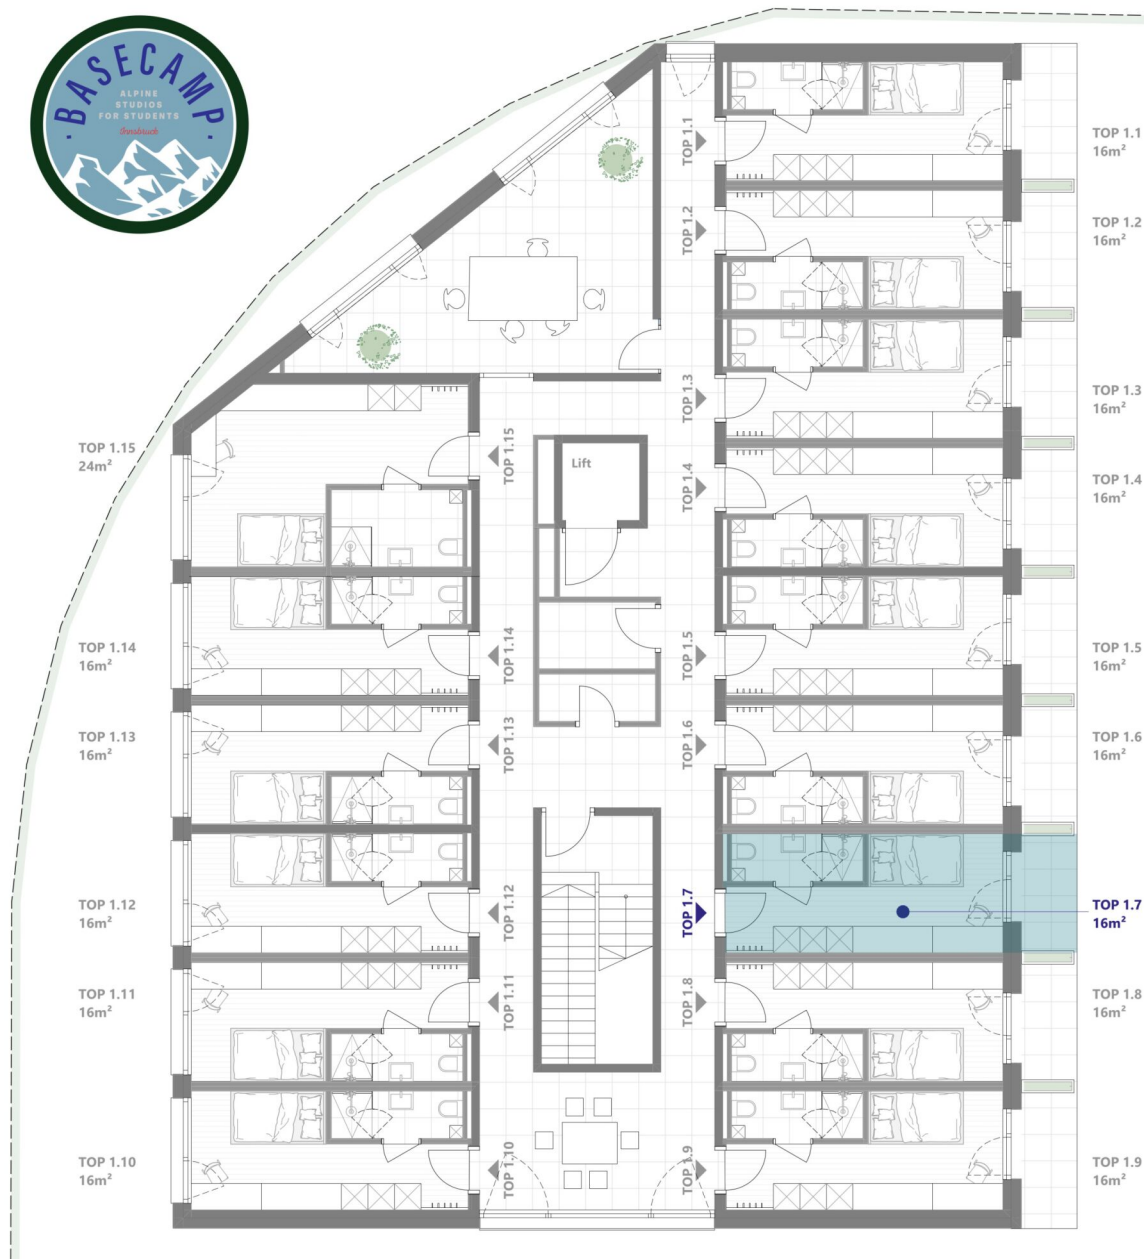 BASECAMP
ALPINE
STUDIOS
FOR STUDENTS
Innsbruck
TOP 1.1
TOP 1.1
16m²
TOP 1.2
TOP 1.2
16m²
TOP 1.3
TOP 1.3
16m²
TOP 1.15
24m²
TOP 1.15
Lift
TOP 1.4
TOP 1.4
16m²
TOP 1.14
16m²
TOP 1.14
TOP 1.5
TOP 1.5
16m²
TOP 1.13
16m²
TOP 1.13
TOP 1.6
TOP 1.6
16m²
TOP 1.12
16m²
TOP 1.12
TOP 1.7
TOP 1.7
16m²
TOP 1.11
16m²
TOP 1.11
TOP 1.8
TOP 1.8
16m²
TOP 1.10
16m²
TOP 1.10
TOP 1.9
TOP 1.9
16m²